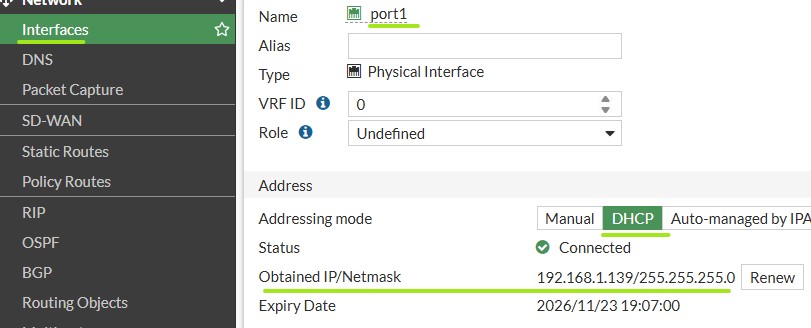 Network
Interfaces
DNS
Packet Capture
SD-WAN
Static Routes
Policy Routes
RIP
OSPF
BGP
Routing Objects
Name port1
Alias
Type Physical Interface
VRF ID 0
Role Undefined
Address
Addressing mode Manual DHCP Auto-managed by IPA
Status Connected
Obtained IP/Netmask 192.168.1.139/255.255.255.0 Renew
Expiry Date 2026/11/23 19:07:00